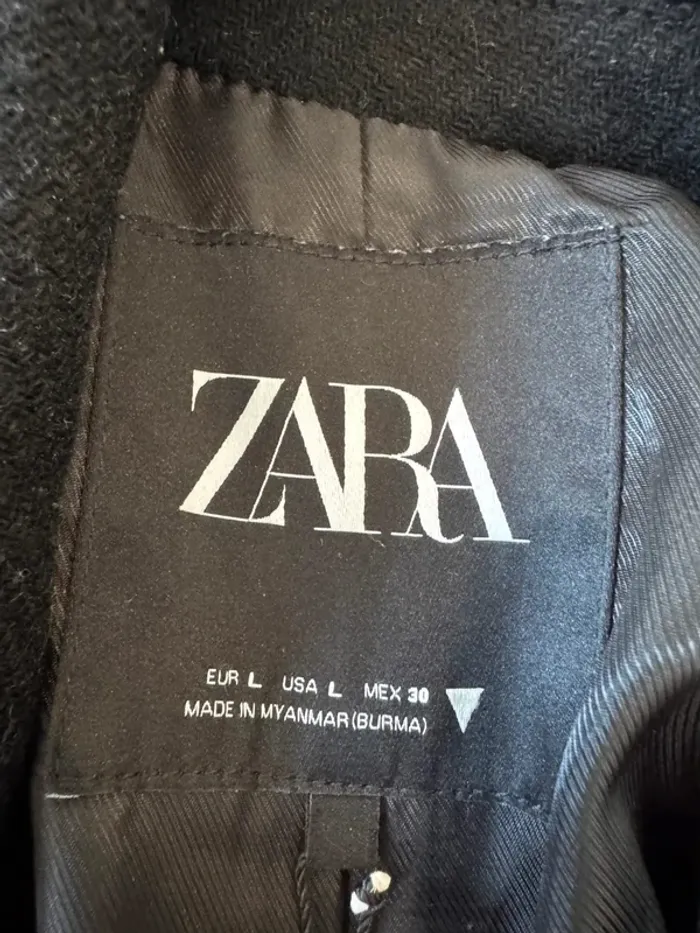 ZARA
EUR L USA L MEX 30
MADE IN MYANMAR (BURMA)